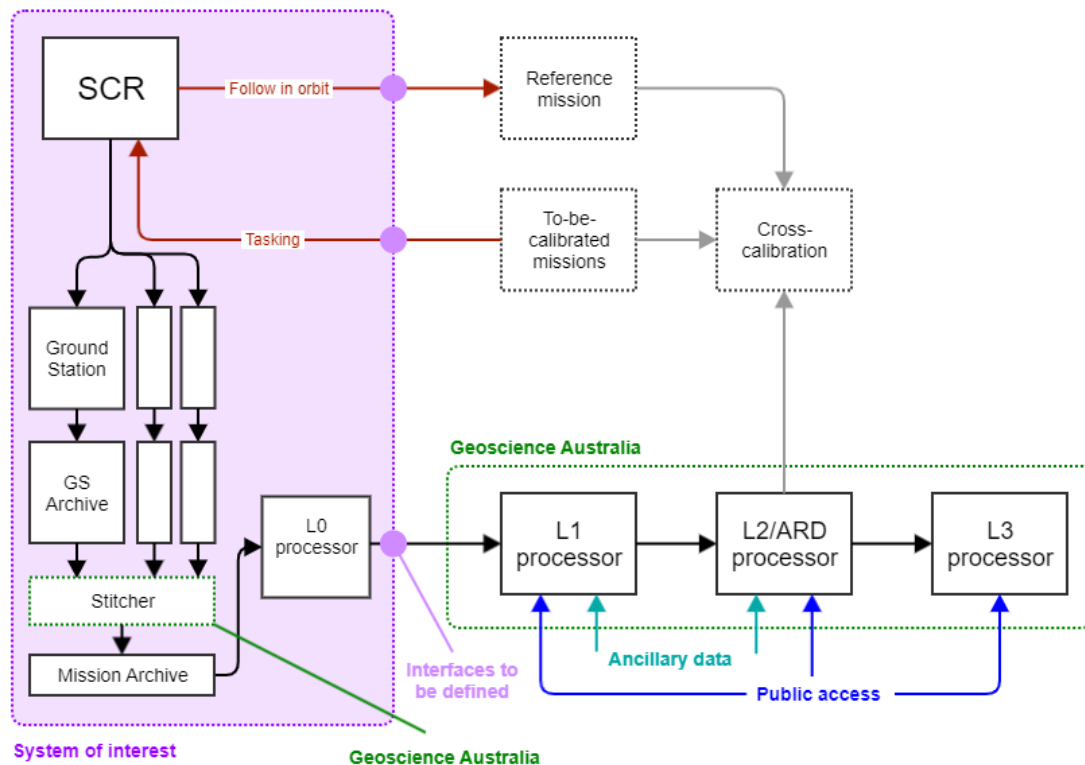 SCR
Follow in orbit
Reference
mission
Tasking
To-be-
calibrated
missions
Cross-
calibration
Ground
Station
GS
Archive
Stitcher
Mission Archive
L0
processor
Geoscience Australia
L1
processor
L2/ARD
processor
L3
processor
Ancillary data
Public access
Interfaces to
be defined
System of interest
Geoscience Australia